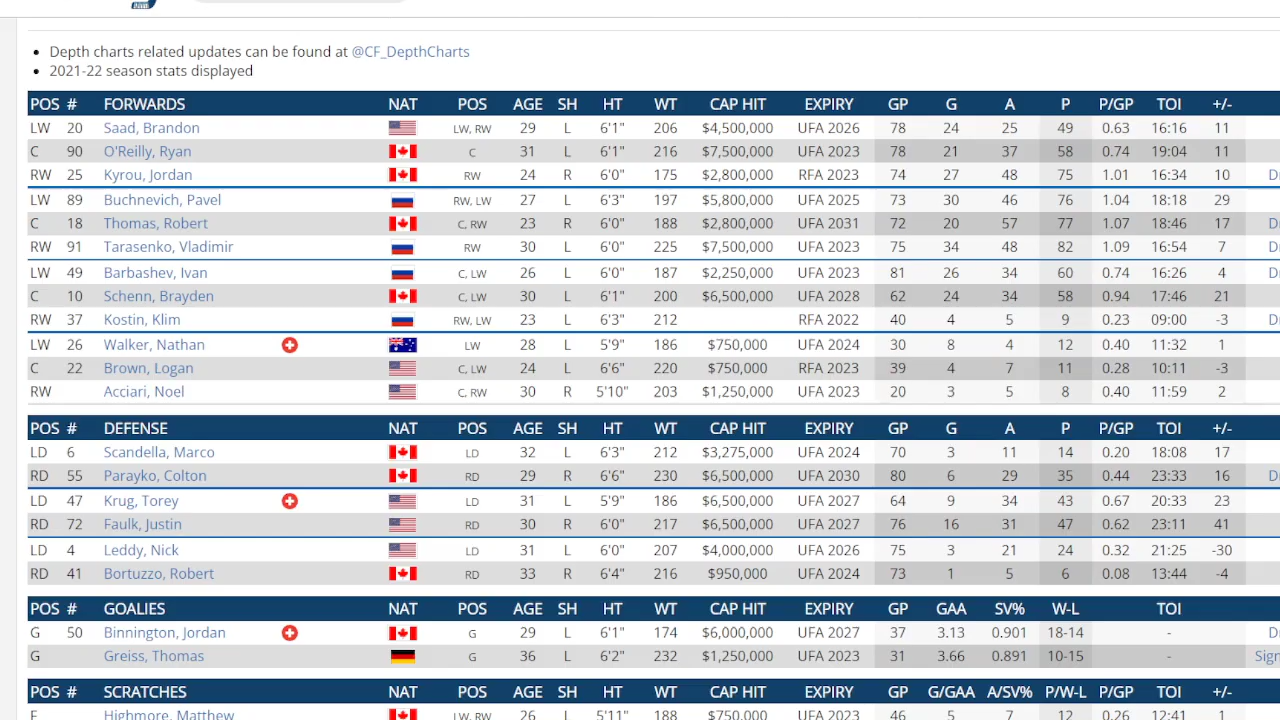 Depth charts related updates can be found at @CF_DepthCharts
2021-22 season stats displayed
POS # FORWARDS NAT POS AGE SH HT WT CAP HIT EXPIRY GP G A P P/GP TOI +/-
LW 20 Saad, Brandon LW, RW 29 L 6'1" 206 $4,500,000 UFA 2026 78 24 25 49 0.63 16:16 11
C 90 O'Reilly, Ryan C 31 L 6'1" 216 $7,500,000 UFA 2023 78 21 37 58 0.74 19:04 11
RW 25 Kyrou, Jordan RW 24 R 6'0" 175 $2,800,000 RFA 2023 74 27 48 75 1.01 16:34 10 D
LW 89 Buchnevich, Pavel RW, LW 27 L 6'3" 197 $5,800,000 UFA 2025 73 30 46 76 1.04 18:18 29
C 18 Thomas, Robert C, RW 23 R 6'0" 188 $2,800,000 UFA 2031 72 20 57 77 1.07 18:46 17 D
RW 91 Tarasenko, Vladimir RW 30 L 6'0" 225 $7,500,000 UFA 2023 75 34 48 82 1.09 16:54 7 D
LW 49 Barbashev, Ivan C, LW 26 L 6'0" 187 $2,250,000 UFA 2023 81 26 34 60 0.74 16:26 4 D
C 10 Schenn, Brayden C, LW 30 L 6'1" 200 $6,500,000 UFA 2028 62 24 34 58 0.94 17:46 21
RW 37 Kostin, Klim RW, LW 23 L 6'3" 212 RFA 2022 40 4 5 9 0.23 09:00 -3 D
LW 26 Walker, Nathan LW 28 L 5'9" 186 $750,000 UFA 2024 30 8 4 12 0.40 11:32 1
C 22 Brown, Logan C, LW 24 L 6'6" 220 $750,000 RFA 2023 39 4 7 11 0.28 10:11 -3
RW Acciari, Noel C, RW 30 R 5'10" 203 $1,250,000 UFA 2023 20 3 5 8 0.40 11:59 2
POS # DEFENSE NAT POS AGE SH HT WT CAP HIT EXPIRY GP G A P P/GP TOI +/-
LD 6 Scandella, Marco LD 32 L 6'3" 212 $3,275,000 UFA 2024 70 3 11 14 0.20 18:08 17
RD 55 Parayko, Colton RD 29 R 6'6" 230 $6,500,000 UFA 2030 80 6 29 35 0.44 23:33 16 D
LD 47 Krug, Torey LD 31 L 5'9" 186 $6,500,000 UFA 2027 64 9 34 43 0.67 20:33 23
RD 72 Faulk, Justin RD 30 R 6'0" 217 $6,500,000 UFA 2027 76 16 31 47 0.62 23:11 41
LD 4 Leddy, Nick LD 31 L 6'0" 207 $4,000,000 UFA 2026 75 3 21 24 0.32 21:25 -30
RD 41 Bortuzzo, Robert RD 33 R 6'4" 216 $950,000 UFA 2024 73 1 5 6 0.08 13:44 -4
POS # GOALIES NAT POS AGE SH HT WT CAP HIT EXPIRY GP GAA SV% W-L TOI
G 50 Binnington, Jordan G 29 L 6'1" 174 $6,000,000 UFA 2027 37 3.13 0.901 18-14 - D
G Greiss, Thomas G 36 L 6'2" 232 $1,250,000 UFA 2023 31 3.66 0.891 10-15 - Sign
POS # SCRATCHES NAT POS AGE SH HT WT CAP HIT EXPIRY GP G/GAA A/SV% P/W-L P/GP TOI +/-
F Highmore, Matthew LW, RW 26 L 5'11" 188 $750,000 UFA 2023 46 5 7 12 0.26 12:41 1